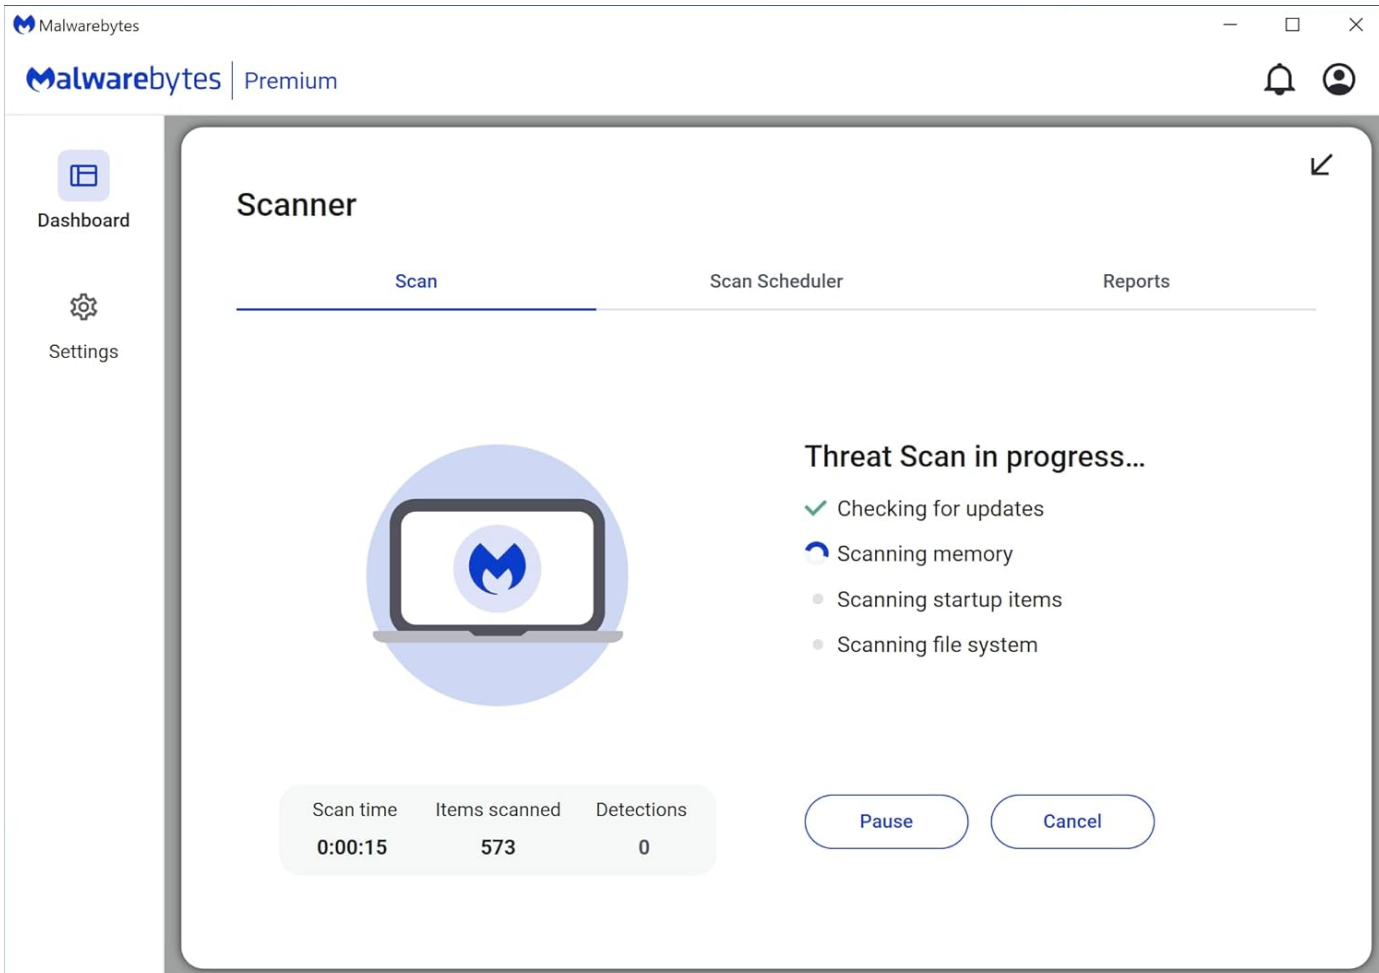 Malwarebytes
Malwarebytes Premium
Dashboard
Settings
Scanner
Scan Scan Scheduler Reports
Threat Scan in progress...
Checking for updates
Scanning memory
Scanning startup items
Scanning file system
Scan time Items scanned Detections
0:00:15 573 0
Pause Cancel